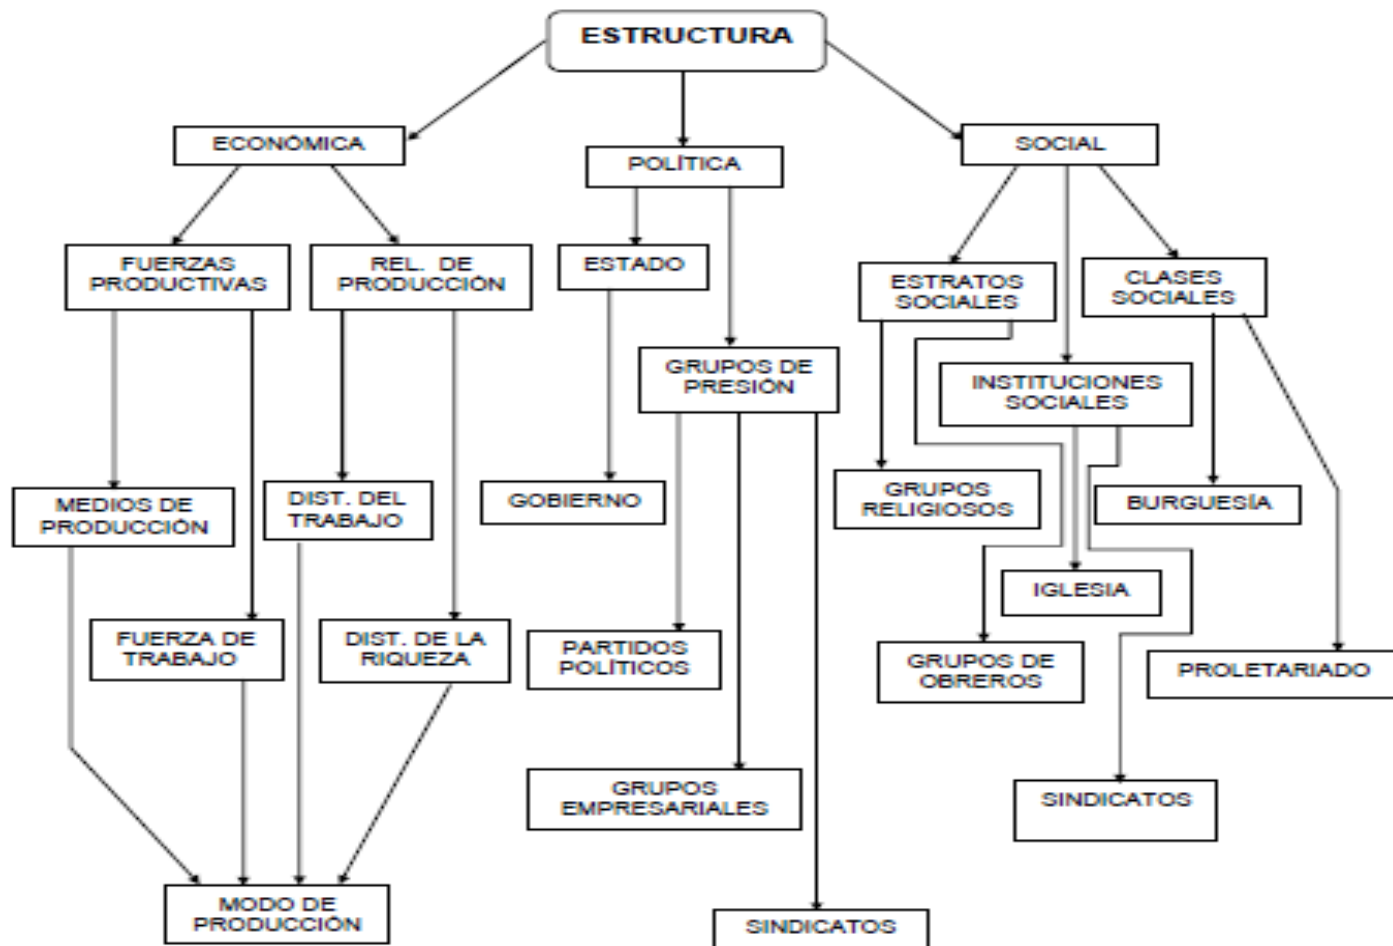 ESTRUCTURA
ECONÓMICA
POLÍTICA
SOCIAL
FUERZAS
PRODUCTIVAS
REL. DE
PRODUCCIÓN
ESTADO
ESTRATOS
SOCIALES
CLASES
SOCIALES
GRUPOS DE
PRESIÓN
INSTITUCIONES
SOCIALES
MEDIOS DE
PRODUCCIÓN
DIST. DEL
TRABAJO
GOBIERNO
GRUPOS
RELIGIOSOS
BURGUESÍA
IGLESIA
FUERZA DE
TRABAJO
DIST. DE LA
RIQUEZA
PARTIDOS
POLÍTICOS
GRUPOS DE
OBREROS
PROLETARIADO
GRUPOS
EMPRESARIALES
SINDICATOS
MODO DE
PRODUCCIÓN
SINDICATOS